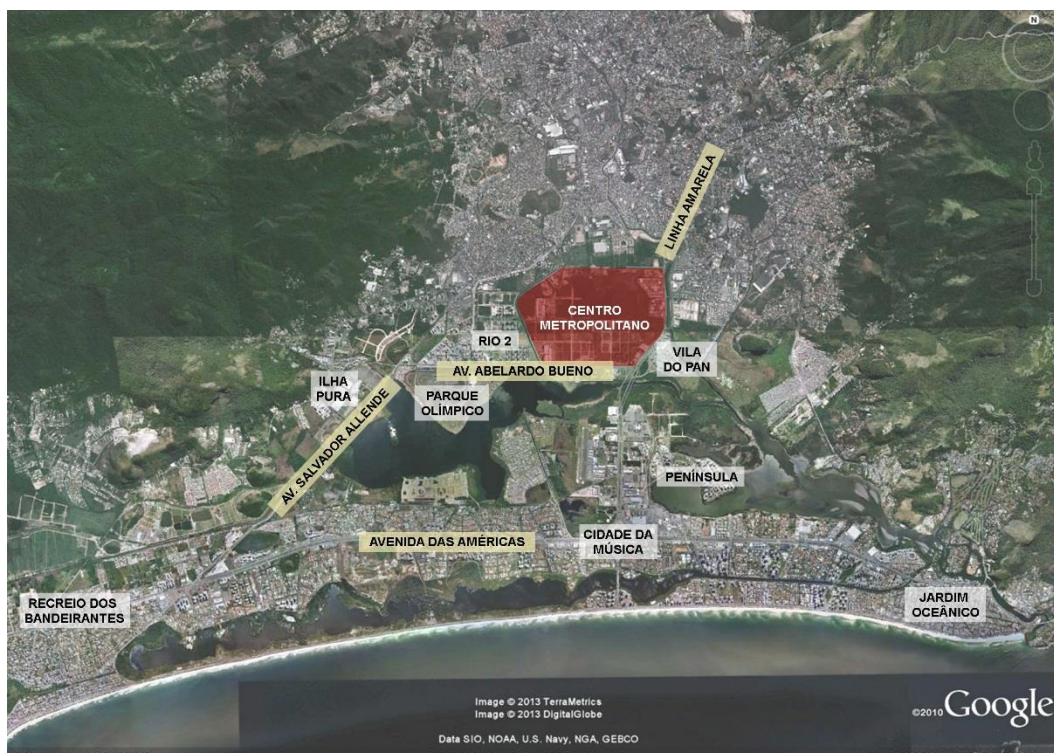 N
LINHA AMARELA
CENTRO
METROPOLITANO
RIO 2
VILA
DO PAN
AV. ABELARDO BUENO
ILHA
PURA
PARQUE
OLÍMPICO
AV. SALVADOR ALLENDE
PENÍNSULA
AVENIDA DAS AMÉRICAS
CIDADE DA
MÚSICA
RECREIO DOS
BANDEIRANTES
JARDIM
OCEÂNICO
Image © 2013 TerraMetrics
Image © 2013 DigitalGlobe
Data SIO, NOAA, U.S. Navy, NGA, GEBCO
©2010 Google